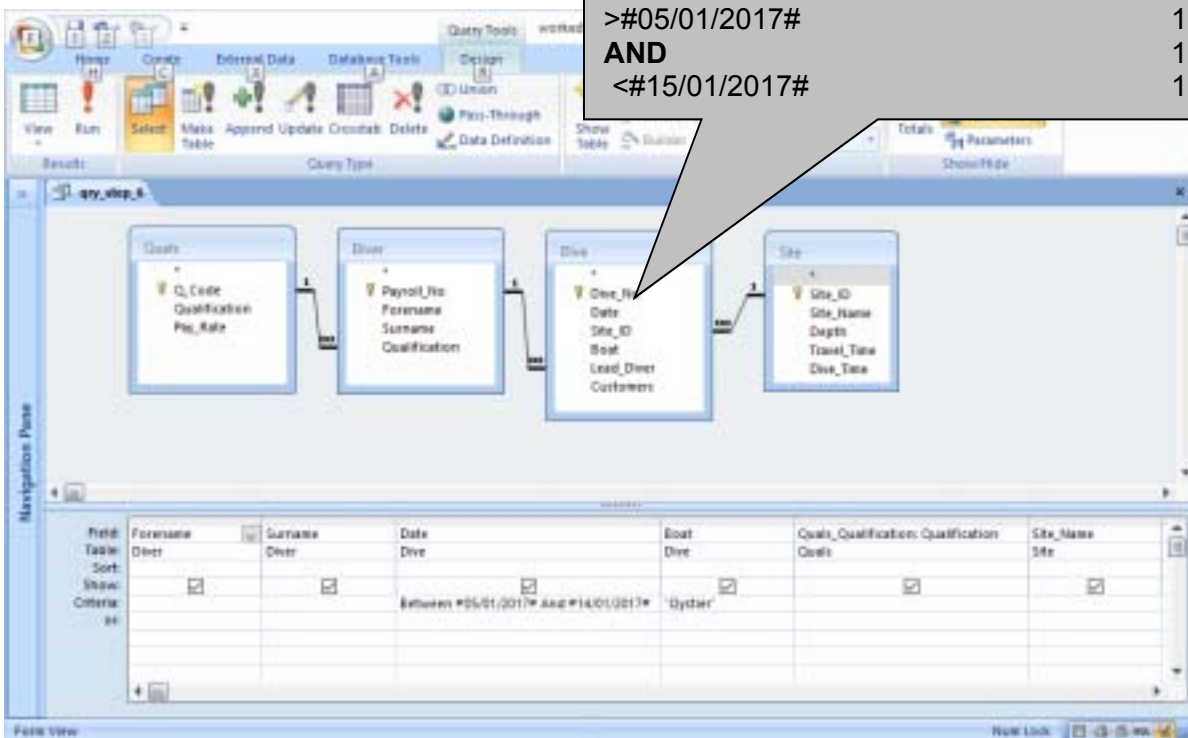 >#05/01/2017# 1
AND 1
<#15/01/2017# 1
Query Tools
Home Create External Data Database Tools Design
View Run Select Make Table Append Update Crosstab Delete
Union
Pass-Through
Data Definition
Show Table Builder
Totals
Parameters
Results Query Type Show/Hide
qry_step_6
Quals
*
Q_Code
Qualification
Pay_Rate
1
Diver
*
Payroll_No
Forename
Surname
Qualification
1
Dive
*
Date
Site_ID
Boat
Lead_Diver
Customers
1
Site
*
Site_ID
Site_Name
Depth
Travel_Time
Dive_Time
Navigation Pane
Field: Forename Surname Date Boat Quals_Qualification: Qualification Site_Name
Table: Diver Diver Dive Dive Quals Site
Sort:
Show:
Criteria: Between #05/01/2017# And #14/01/2017#
or:
Form View Num Lock